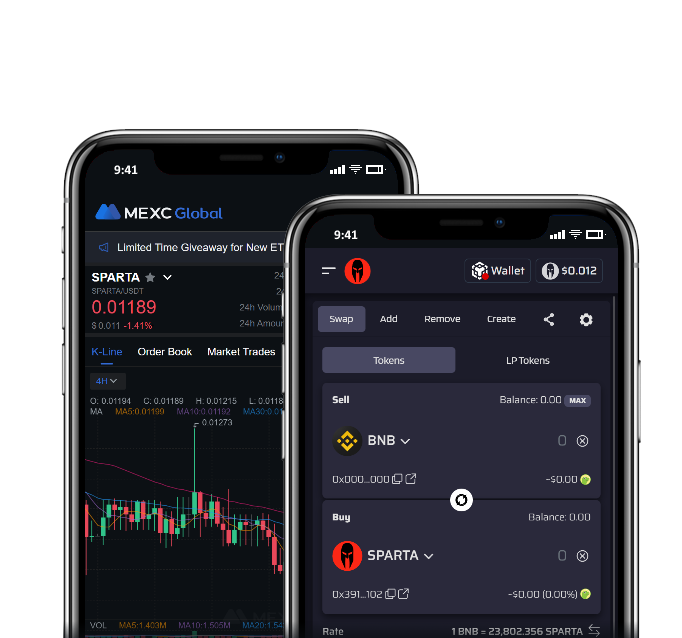 9:41
MEXC Global
Limited Time Giveaway for New ET
SPARTA
SPARTA/USDT
0.01189
$ 0.011 -1.41%
24
2
24h Volum
24h Amour
K-Line Order Book Market Trades
4H
O: 0.01194 C: 0.01189 H: 0.01215 L: 0.0118
MA MA5:0.01199 MA10:0.01192 MA30:0.01
0.01273
VOL MA5:1.403M MA10:1.505M MA20:1.54
9:41
Wallet $0.012
Swap Add Remove Create
Tokens LP Tokens
Sell Balance: 0.00 MAX
BNB 0
0x000...000 -$0.00
Buy Balance: 0.00
SPARTA 0
0x391...102 -$0.00 (0.00%)
Rate 1 BNB = 23,802.356 SPARTA